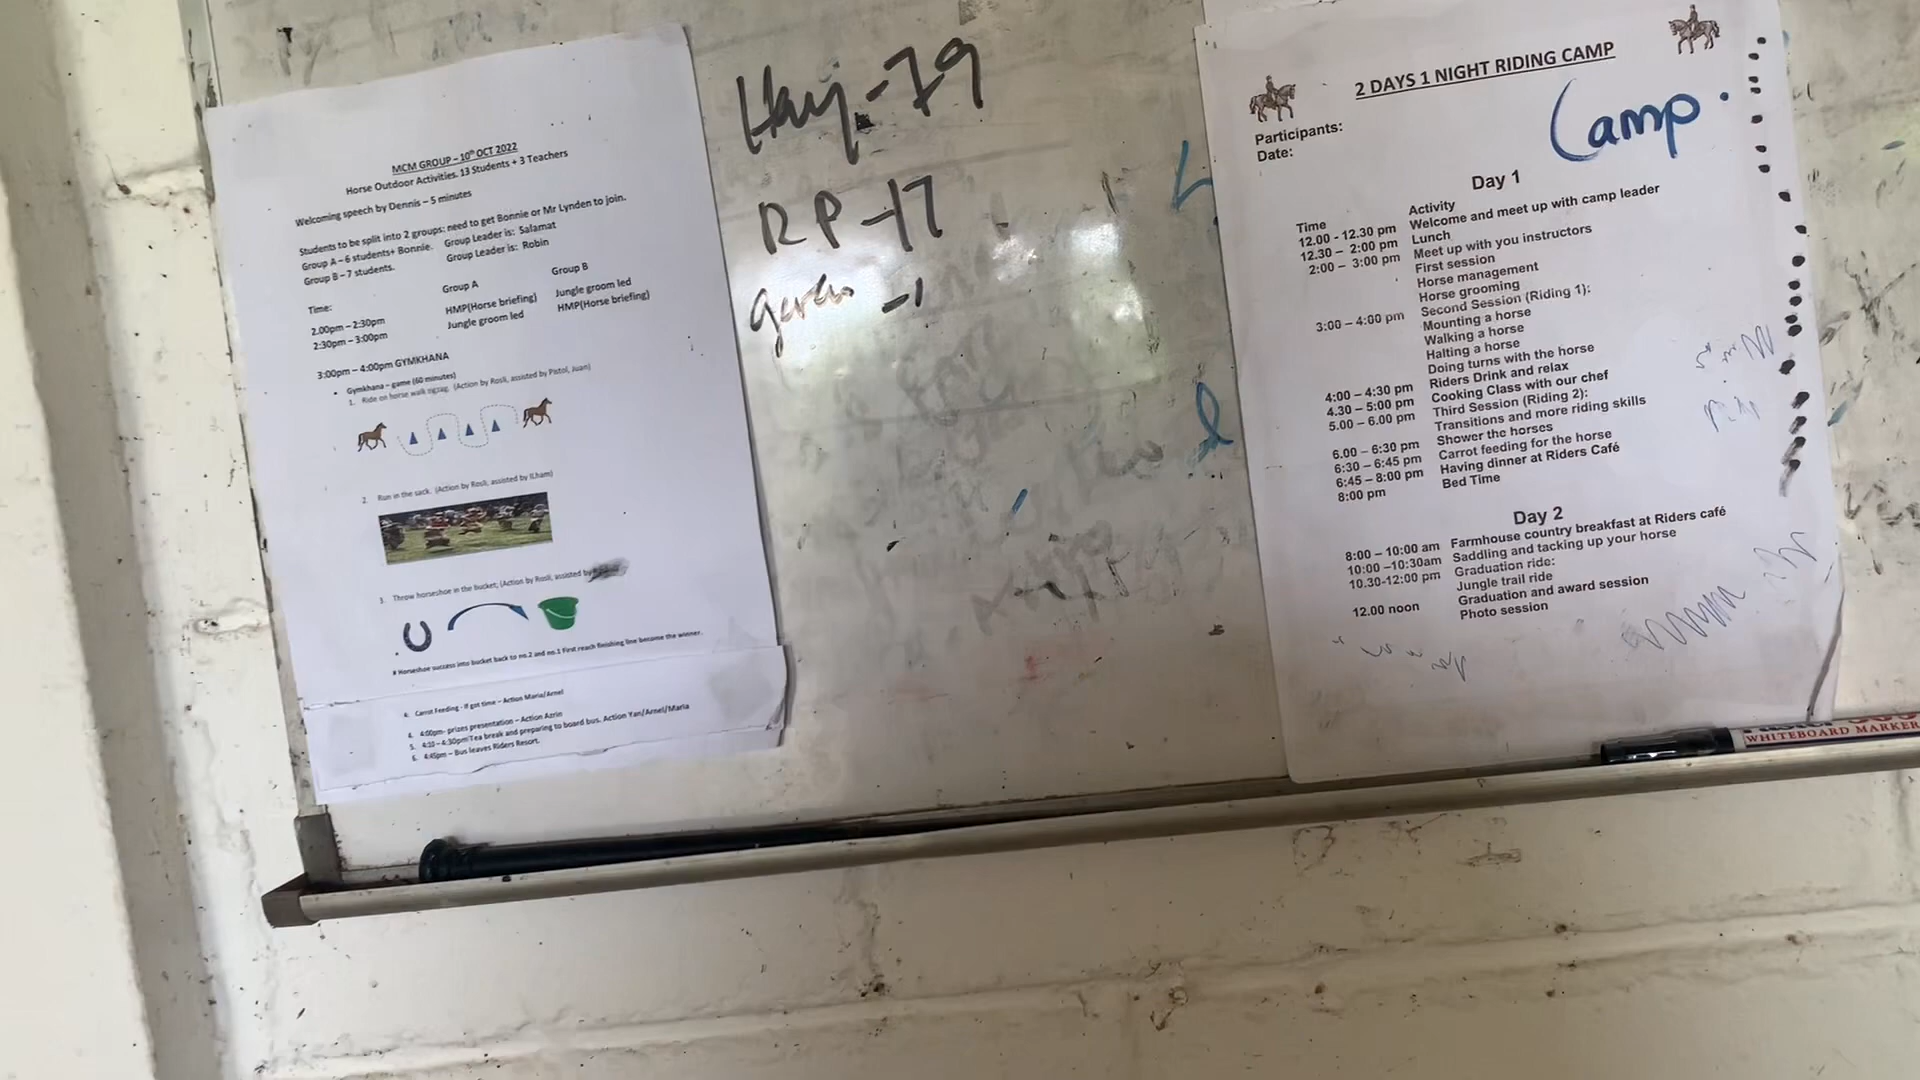 MCM GROUP – 10th OCT 2022
Horse Outdoor Activities. 13 Students + 3 Teachers
Welcoming speech by Dennis – 5 minutes
Students to be split into 2 groups: need to get Bonnie or Mr Lynden to join.
Group A – 6 students+ Bonnie. Group Leader is: Salamat
Group B – 7 students. Group Leader is: Robin
Time: Group A Group B
2.00pm – 2:30pm HMP(Horse briefing) Jungle groom led
2:30pm – 3:00pm Jungle groom led HMP(Horse briefing)
3:00pm – 4:00pm GYMKHANA
• Gymkhana – game (60 minutes)
1. Ride on horse walk zigzag. (Action by Rosli, assisted by Pistol, Juan)
2. Run in the sack. (Action by Rosli, assisted by ILham)
3. Throw horseshoe in the bucket; (Action by Rosli, assisted by
# Horseshoe success into bucket back to no.2 and no.1 First reach finishing line become the winner.
4. Carrot Feeding - if got time – Action Maria/Arnel
4. 4:00pm- prizes presentation – Action Azrin
5. 4:10 – 4:30pm Tea break and preparing to board bus. Action Yan/Arnel/Maria
6. 4:45pm – Bus leaves Riders Resort.
Hay - 79
RP - 17
2 DAYS 1 NIGHT RIDING CAMP
Camp.
Participants:
Date:
Day 1
Time Activity
12.00 - 12.30 pm Welcome and meet up with camp leader
12.30 – 2:00 pm Lunch
2:00 – 3:00 pm Meet up with you instructors
First session
Horse management
Horse grooming
3:00 – 4:00 pm Second Session (Riding 1):
Mounting a horse
Walking a horse
Halting a horse
Doing turns with the horse
4:00 – 4:30 pm Riders Drink and relax
4.30 – 5:00 pm Cooking Class with our chef
5.00 – 6.00 pm Third Session (Riding 2):
Transitions and more riding skills
6.00 – 6:30 pm Shower the horses
6:30 – 6:45 pm Carrot feeding for the horse
6:45 – 8:00 pm Having dinner at Riders Café
8:00 pm Bed Time
Day 2
8:00 – 10:00 am Farmhouse country breakfast at Riders café
10:00 –10:30am Saddling and tacking up your horse
10.30-12:00 pm Graduation ride:
Jungle trail ride
12.00 noon Graduation and award session
Photo session
WHITEBOARD MARKER